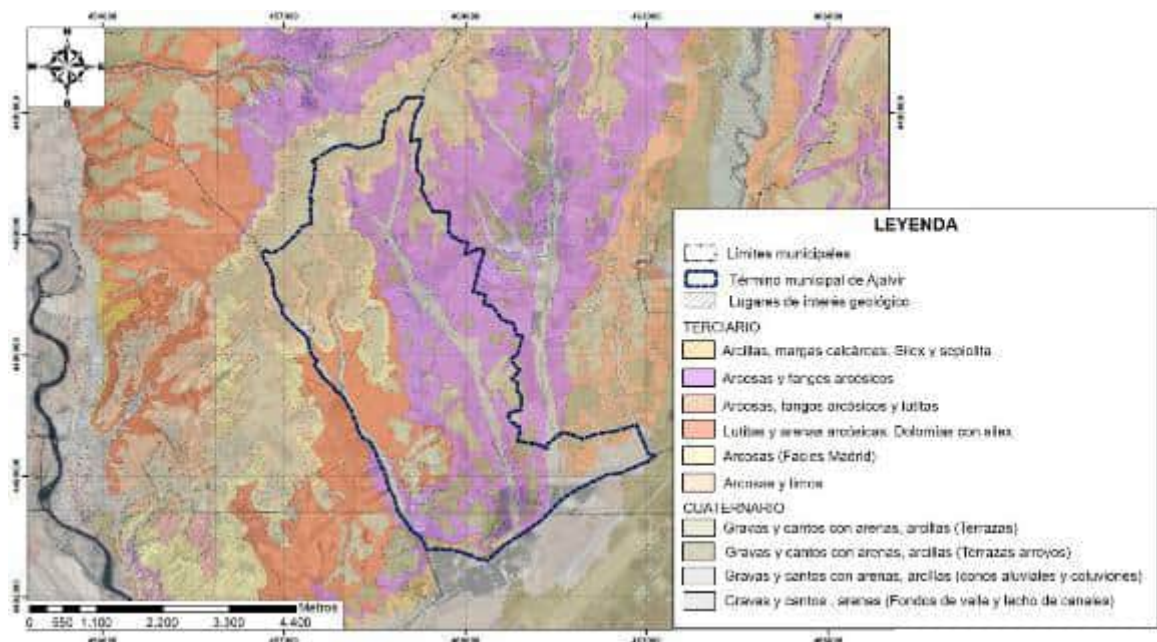 N
O
LEYENDA
Límites municipales
Término municipal de Ajalvir
Lugares de interés geológico
TERCIARIO
Arcillas, margas calcáreas. Sílex y sepiolita
Arcosas y fangos arcósicos
Arcosas, fangos arcósicos y lutitas
Lutitas y arenas arcósicas. Dolomías con sílex
Arcosas (Facies Madrid)
Arcosas y limos
CUATERNARIO
Gravas y cantos con arenas, arcillas (Terrazas)
Gravas y cantos con arenas, arcillas (Terrazas arroyos)
Gravas y cantos con arenas, arcillas (conos aluviales y coluviones)
Gravas y cantos , arenas (Fondos de valle y lecho de canales)
Metros
0 550 1.100 2.200 3.300 4.400